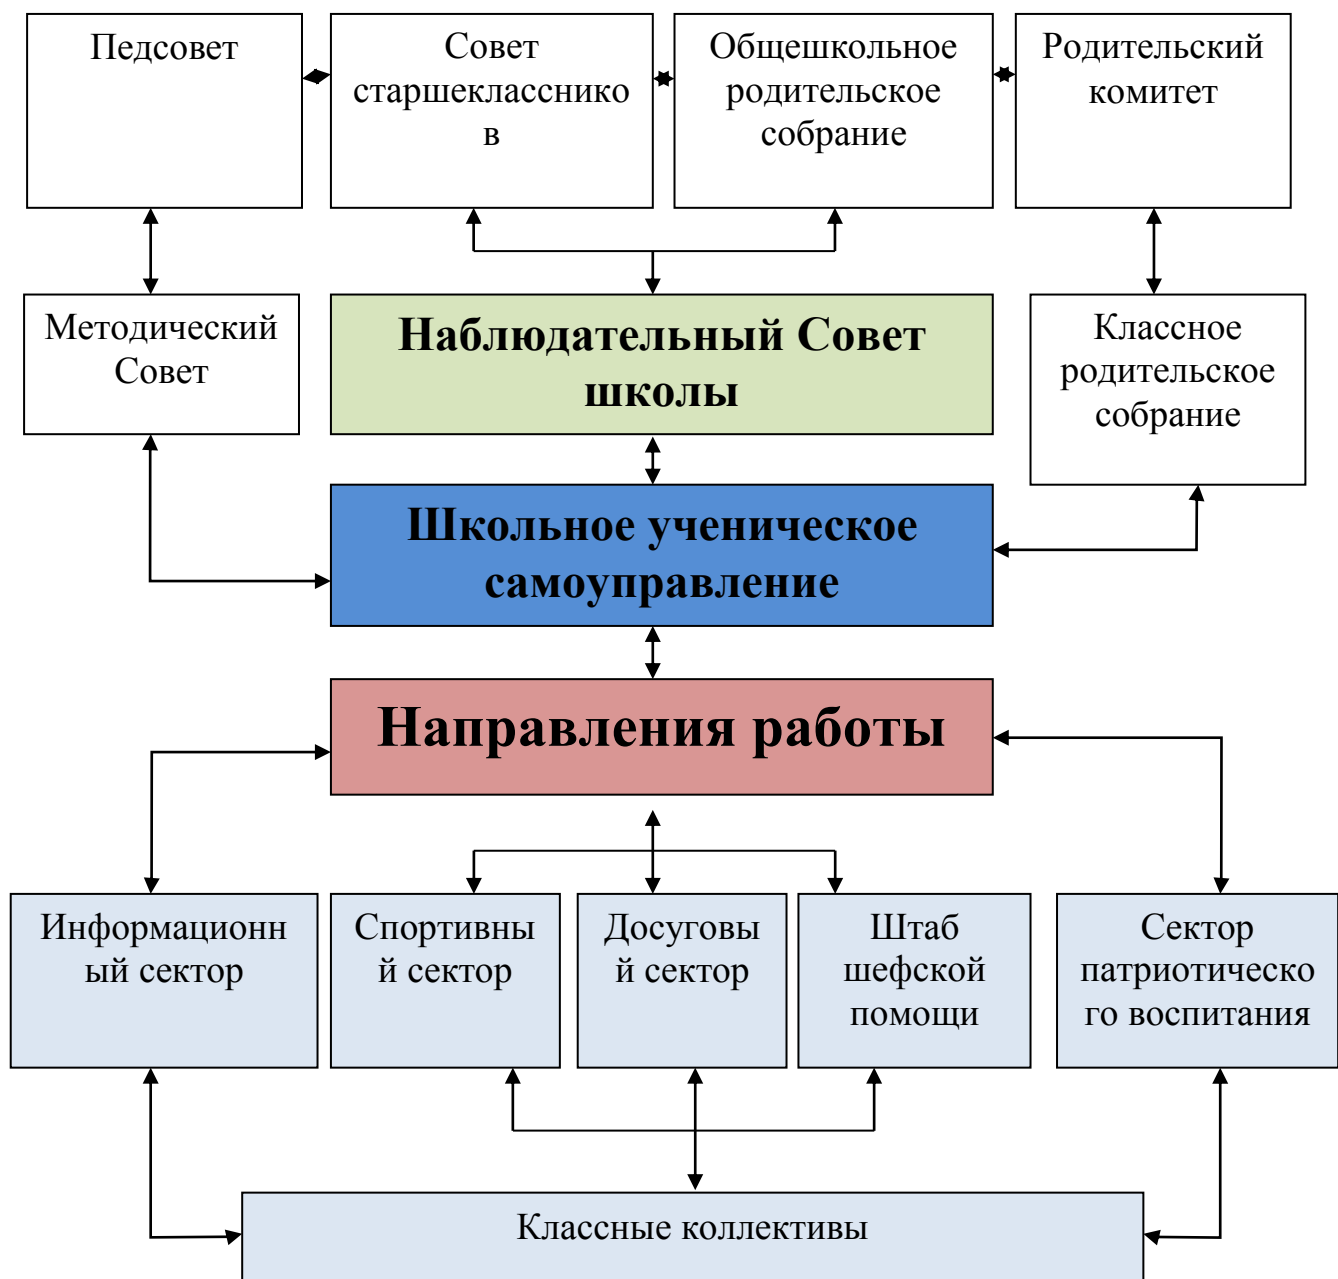 Педсовет
Совет
старшекласснико
в
Общешкольное
родительское
собрание
Родительский
комитет
Методический
Совет
Наблюдательный Совет
школы
Классное
родительское
собрание
Школьное ученическое
самоуправление
Направления работы
Информационн
ый сектор
Спортивны
й сектор
Досуговы
й сектор
Штаб
шефской
помощи
Сектор
патриотическо
го воспитания
Классные коллективы